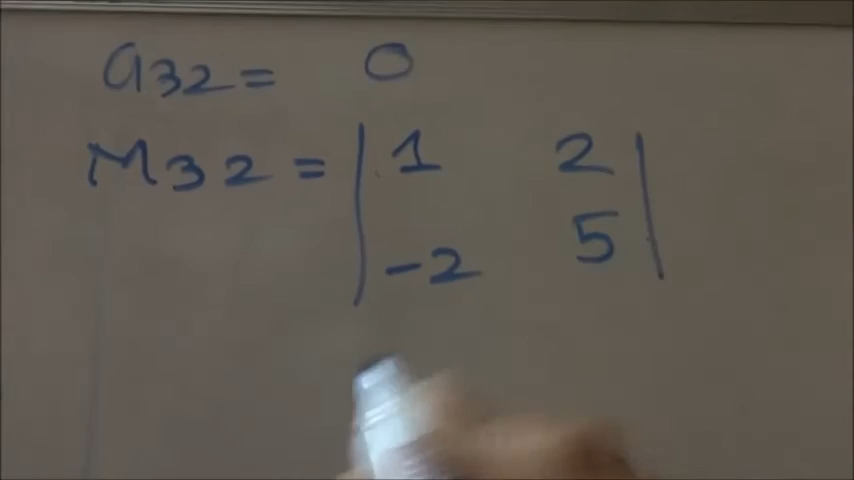 a32 = 0
M32 = | 1 2 |
| -2 5 |